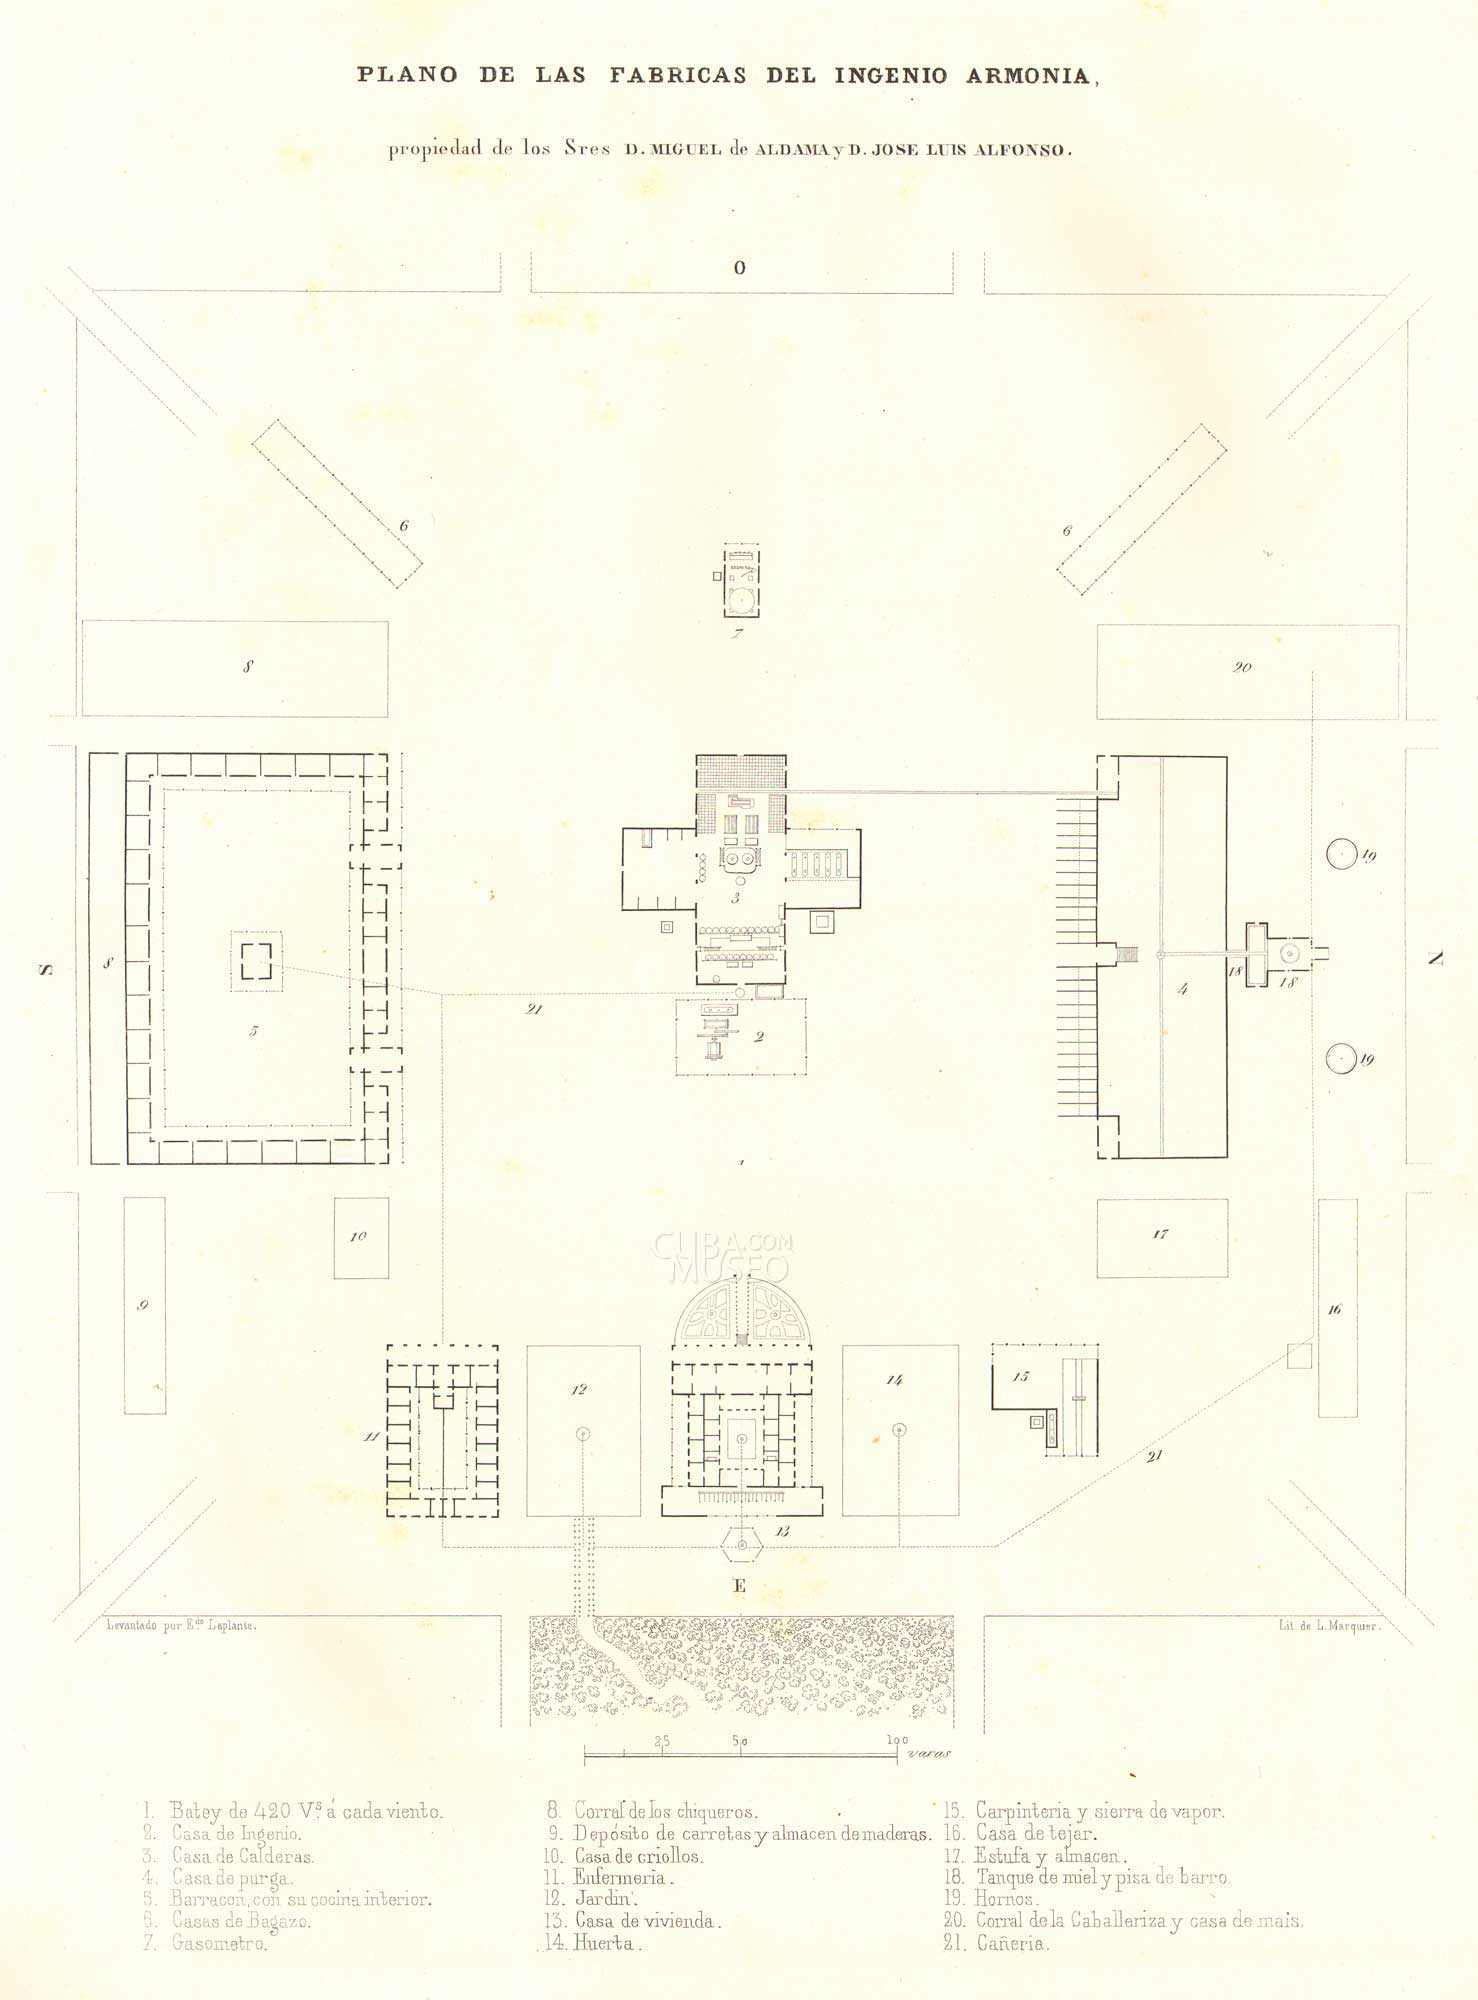 PLANO DE LAS FABRICAS DEL INGENIO ARMONIA,
propiedad de los Sres D. MIGUEL de ALDAMA y D. JOSE LUIS ALFONSO.
O
6
6
7
8
20
3
19
S
8
5
21
2
4
18
18
N
19
1
10
17
9
16
CUBA.COM
MUSEO
11
12
14
15
21
13
E
Levantado por E.do Laplante.
Lit. de L. Marquier.
25 50 100 varas
1. Batey de 420 V.s á cada viento.
2. Casa de Ingenio.
3. Casa de Calderas.
4. Casa de purga.
5. Barracon, con su cocina interior.
6. Casas de Bagazo.
7. Gasometro.
8. Corral de los chiqueros.
9. Depósito de carretas y almacen de maderas.
10. Casa de criollos.
11. Enfermeria.
12. Jardin.
13. Casa de vivienda.
14. Huerta.
15. Carpinteria y sierra de vapor.
16. Casa de tejar.
17. Estufa y almacen.
18. Tanque de miel y pisa de barro.
19. Hornos.
20. Corral de la Caballeriza y casa de mais.
21. Cañeria.